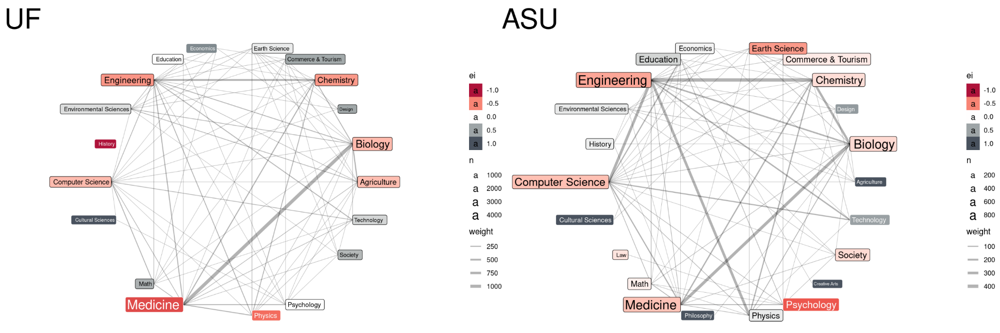 UF
Economics
Earth Science
Education
Commerce & Tourism
Engineering
Chemistry
Environmental Sciences
Design
History
Biology
Computer Science
Agriculture
Cultural Sciences
Technology
Society
Math
Medicine
Psychology
Physics
ei
a -1.0
a -0.5
a 0.0
a 0.5
a 1.0
n
a 1000
a 2000
a 3000
a 4000
weight
250
500
750
1000
ASU
Economics
Earth Science
Education
Commerce & Tourism
Engineering
Chemistry
Environmental Sciences
Design
History
Biology
Computer Science
Agriculture
Cultural Sciences
Technology
Law
Society
Math
Creative Arts
Medicine
Psychology
Philosophy
Physics
ei
a -1.0
a -0.5
a 0.0
a 0.5
a 1.0
n
a 200
a 400
a 600
a 800
weight
100
200
300
400